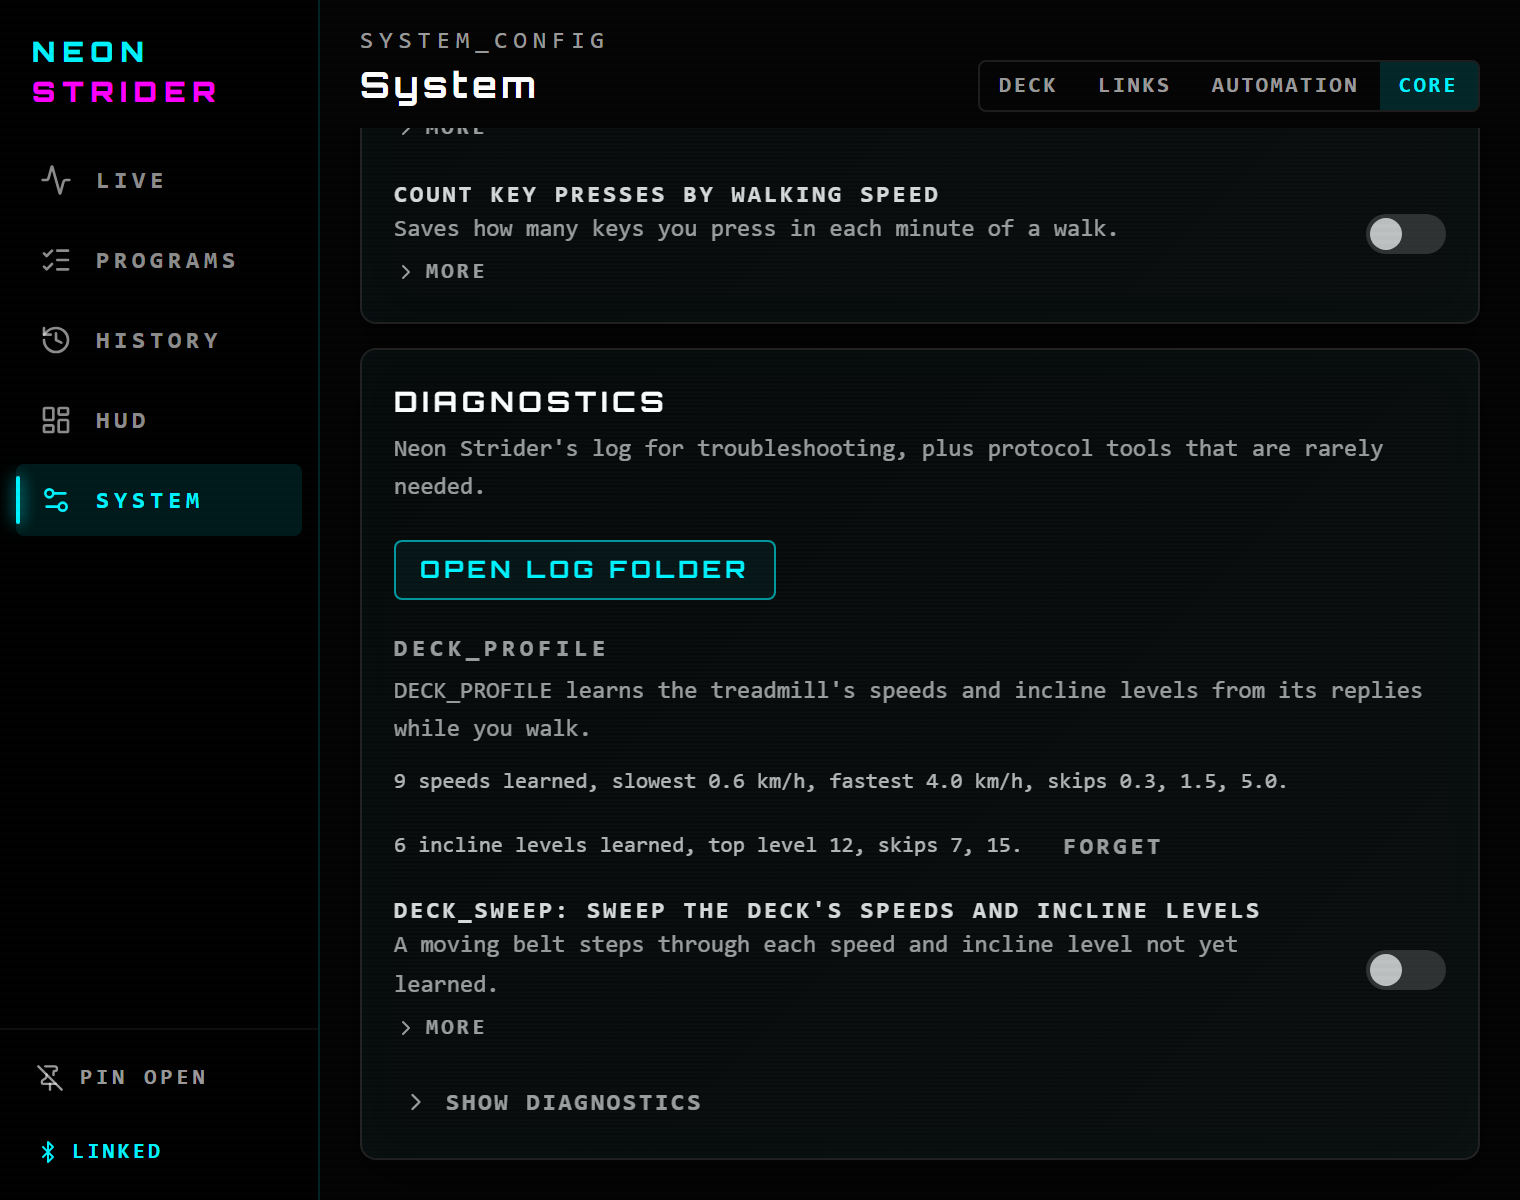 NEON
STRIDER
LIVE
PROGRAMS
HISTORY
HUD
SYSTEM
PIN OPEN
LINKED
SYSTEM_CONFIG
System
DECK LINKS AUTOMATION CORE
MORE
COUNT KEY PRESSES BY WALKING SPEED
Saves how many keys you press in each minute of a walk.
MORE
DIAGNOSTICS
Neon Strider's log for troubleshooting, plus protocol tools that are rarely
needed.
OPEN LOG FOLDER
DECK_PROFILE
DECK_PROFILE learns the treadmill's speeds and incline levels from its replies
while you walk.
9 speeds learned, slowest 0.6 km/h, fastest 4.0 km/h, skips 0.3, 1.5, 5.0.
6 incline levels learned, top level 12, skips 7, 15. FORGET
DECK_SWEEP: SWEEP THE DECK'S SPEEDS AND INCLINE LEVELS
A moving belt steps through each speed and incline level not yet
learned.
MORE
SHOW DIAGNOSTICS